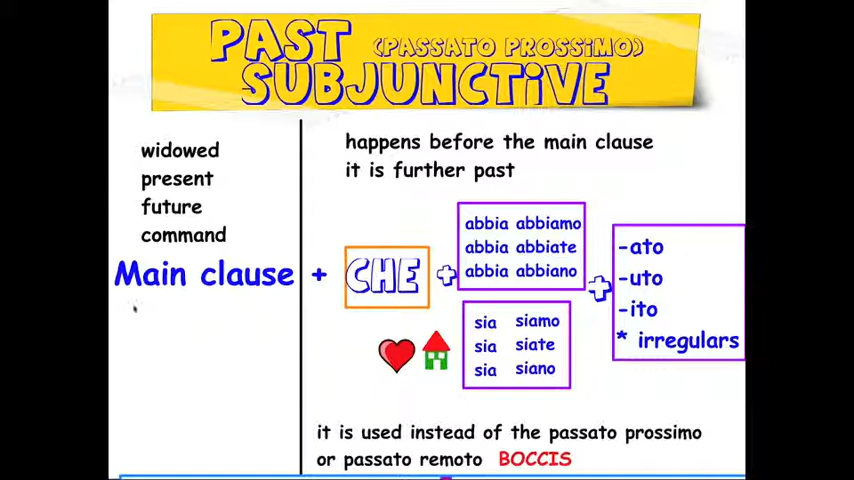 PAST (PASSATO PROSSiMO)
SUBJUNCTiVE
widowed
present
future
command
Main clause +
happens before the main clause
it is further past
CHE +
abbia abbiamo
abbia abbiate
abbia abbiano
sia siamo
sia siate
sia siano
+
-ato
-uto
-ito
* irregulars
it is used instead of the passato prossimo
or passato remoto BOCCIS